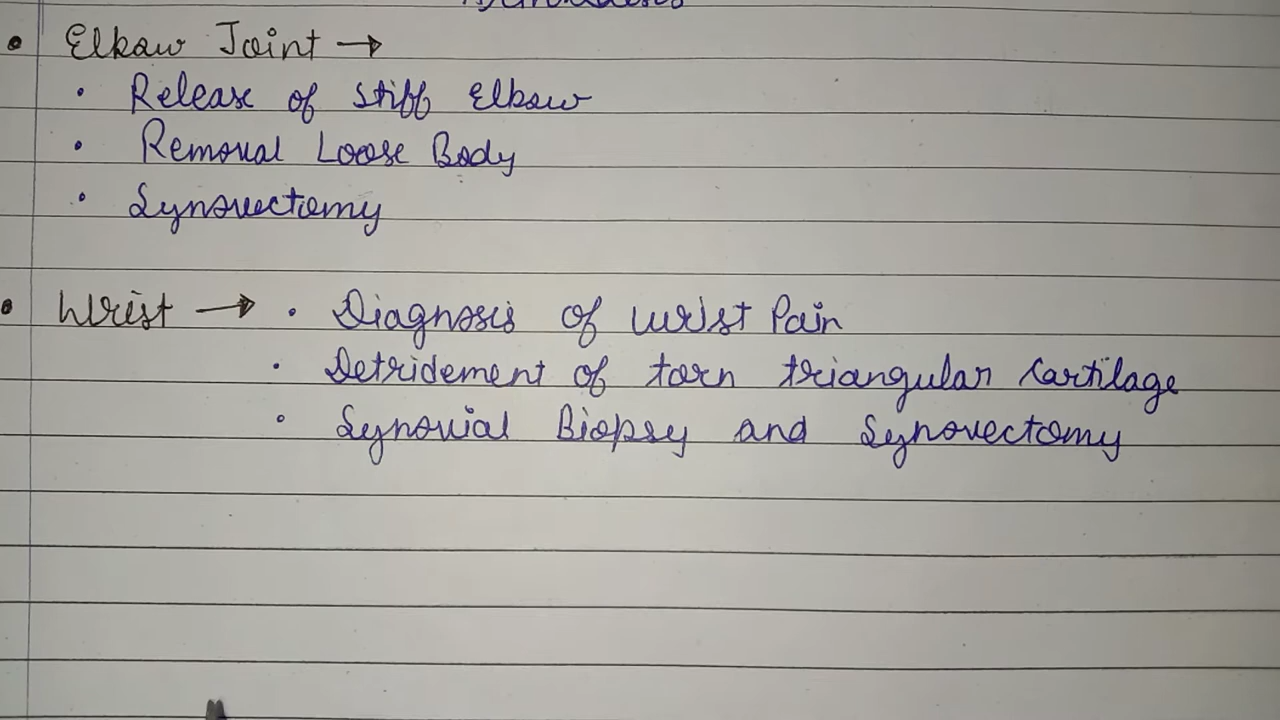 • Elbow Joint →
• Release of stiff Elbow
• Removal Loose Body
• Synovectomy
• Wrist → • Diagnosis of wrist Pain
• Detridement of torn triangular Cartilage
• Synovial Biopsy and Synovectomy